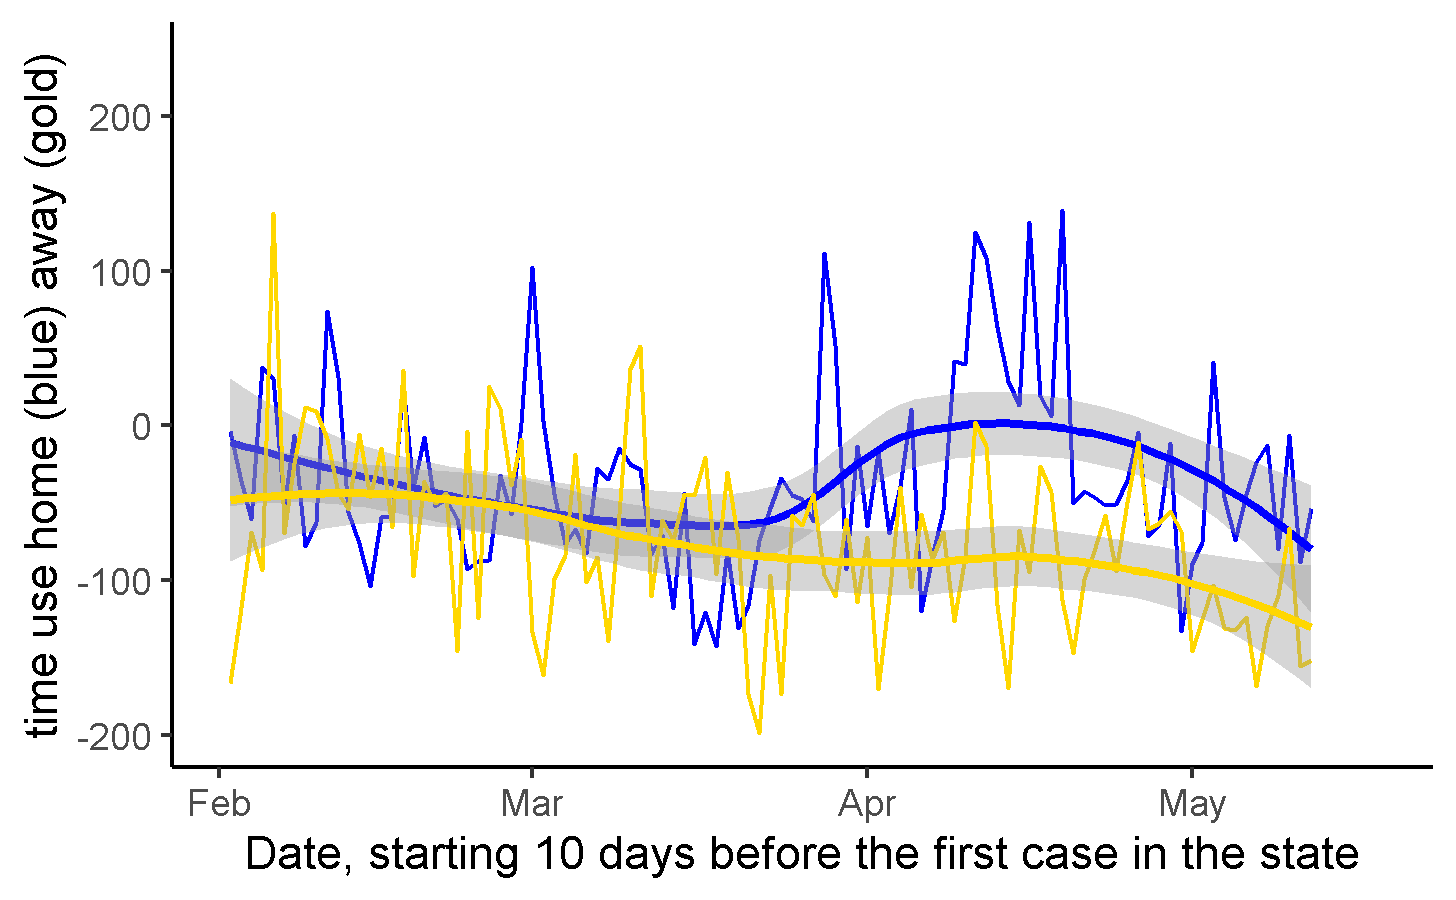 time use home (blue) away (gold)
200
100
0
-100
-200
Feb Mar Apr May
Date, starting 10 days before the first case in the state